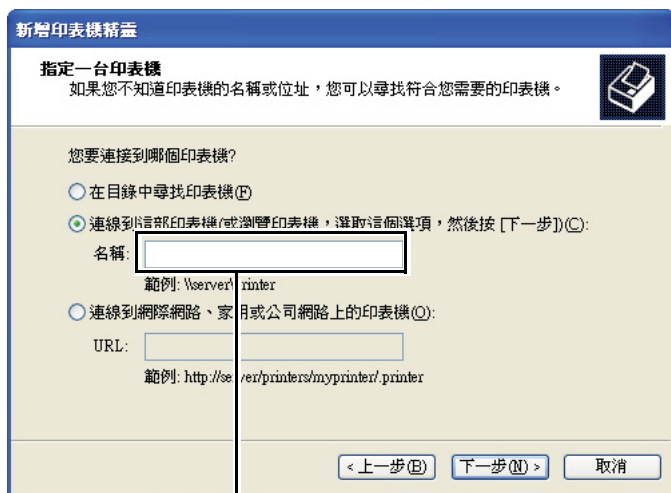 新增印表機精靈
指定一台印表機
如果您不知道印表機的名稱或位址，您可以尋找符合您需要的印表機。
您要連接到哪個印表機?
在目錄中尋找印表機(F)
連線到這部印表機(或瀏覽印表機，選取這個選項，然後按 [下一步])(C):
名稱:
範例: \\server\printer
連線到網際網路、家用或公司網路上的印表機(O):
URL:
範例: http://server/printers/myprinter/.printer
< 上一步(B)
下一步(N) >
取消